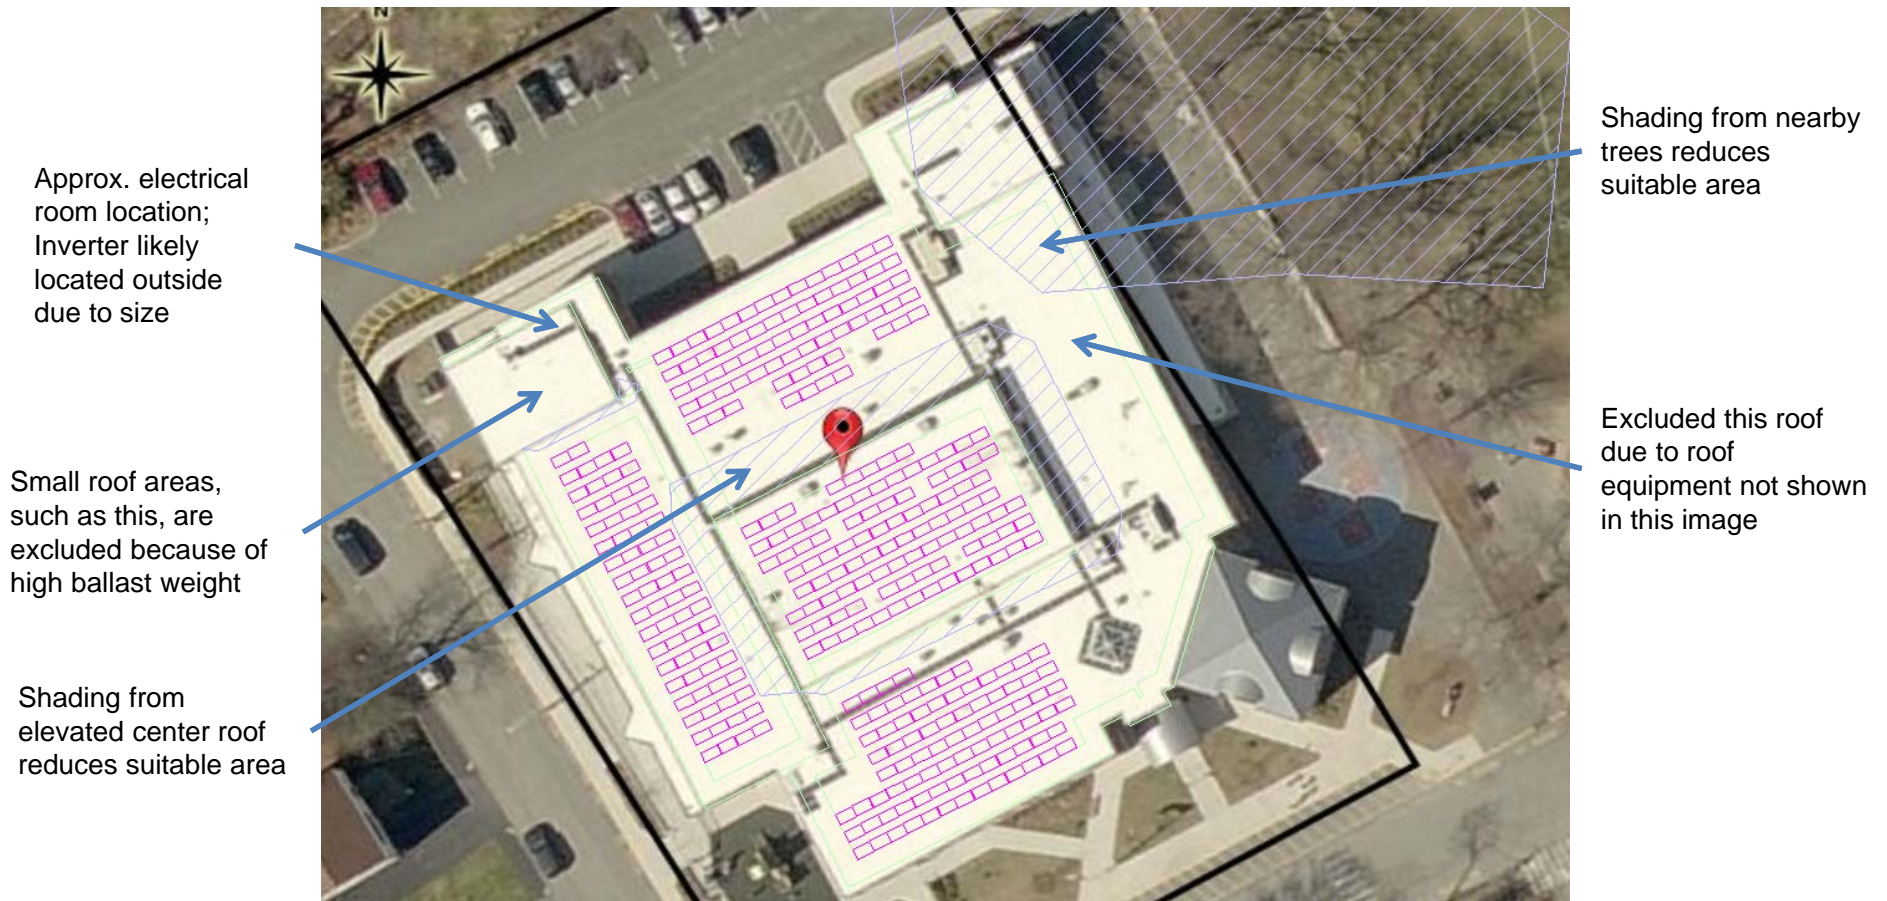 N
Approx. electrical
room location;
Inverter likely
located outside
due to size
Small roof areas,
such as this, are
excluded because of
high ballast weight
Shading from
elevated center roof
reduces suitable area
Shading from nearby
trees reduces
suitable area
Excluded this roof
due to roof
equipment not shown
in this image